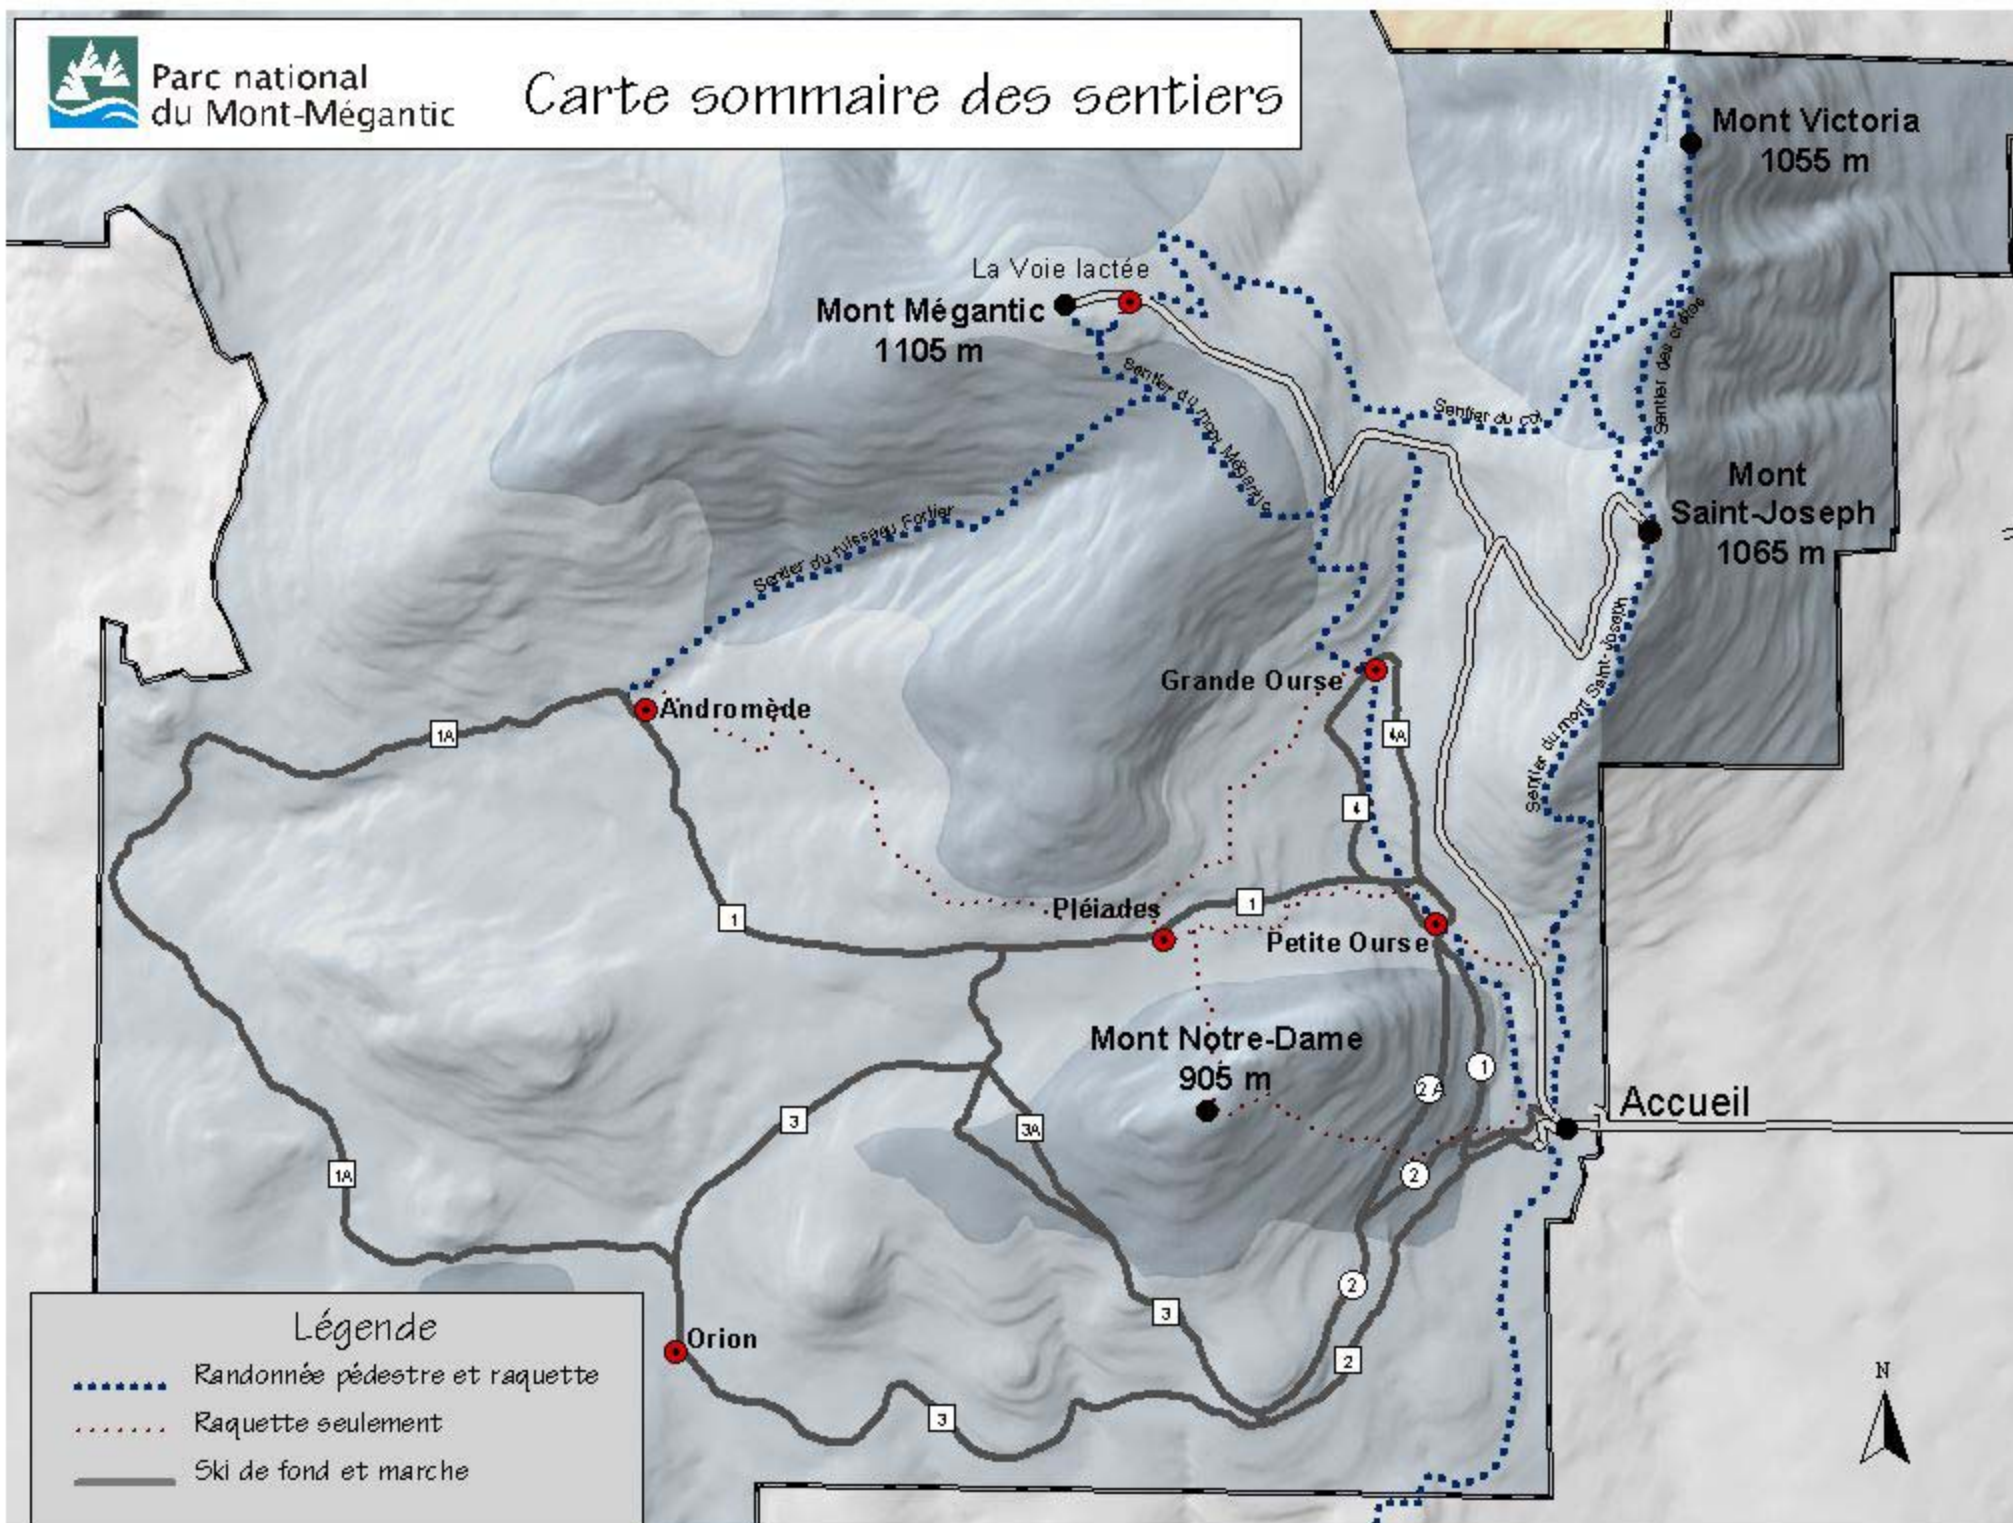 Parc national
du Mont-Mégantic
Carte sommaire des sentiers
Mont Victoria
1055 m
La Voie lactée
Mont Mégantic
1105 m
Sentier du mont Mégantic
Sentier du col
Sentier des crêtes
Mont
Saint-Joseph
1065 m
Sentier du ruisseau Fortier
Sentier du mont Saint-Joseph
Grande Ourse
Andromède
1A
4A
4
1
Pléiades
1
Petite Ourse
Mont Notre-Dame
905 m
1
2A
Accueil
3
3A
2
1A
2
3
Orion
2
3
N
Légende
Randonnée pédestre et raquette
Raquette seulement
Ski de fond et marche